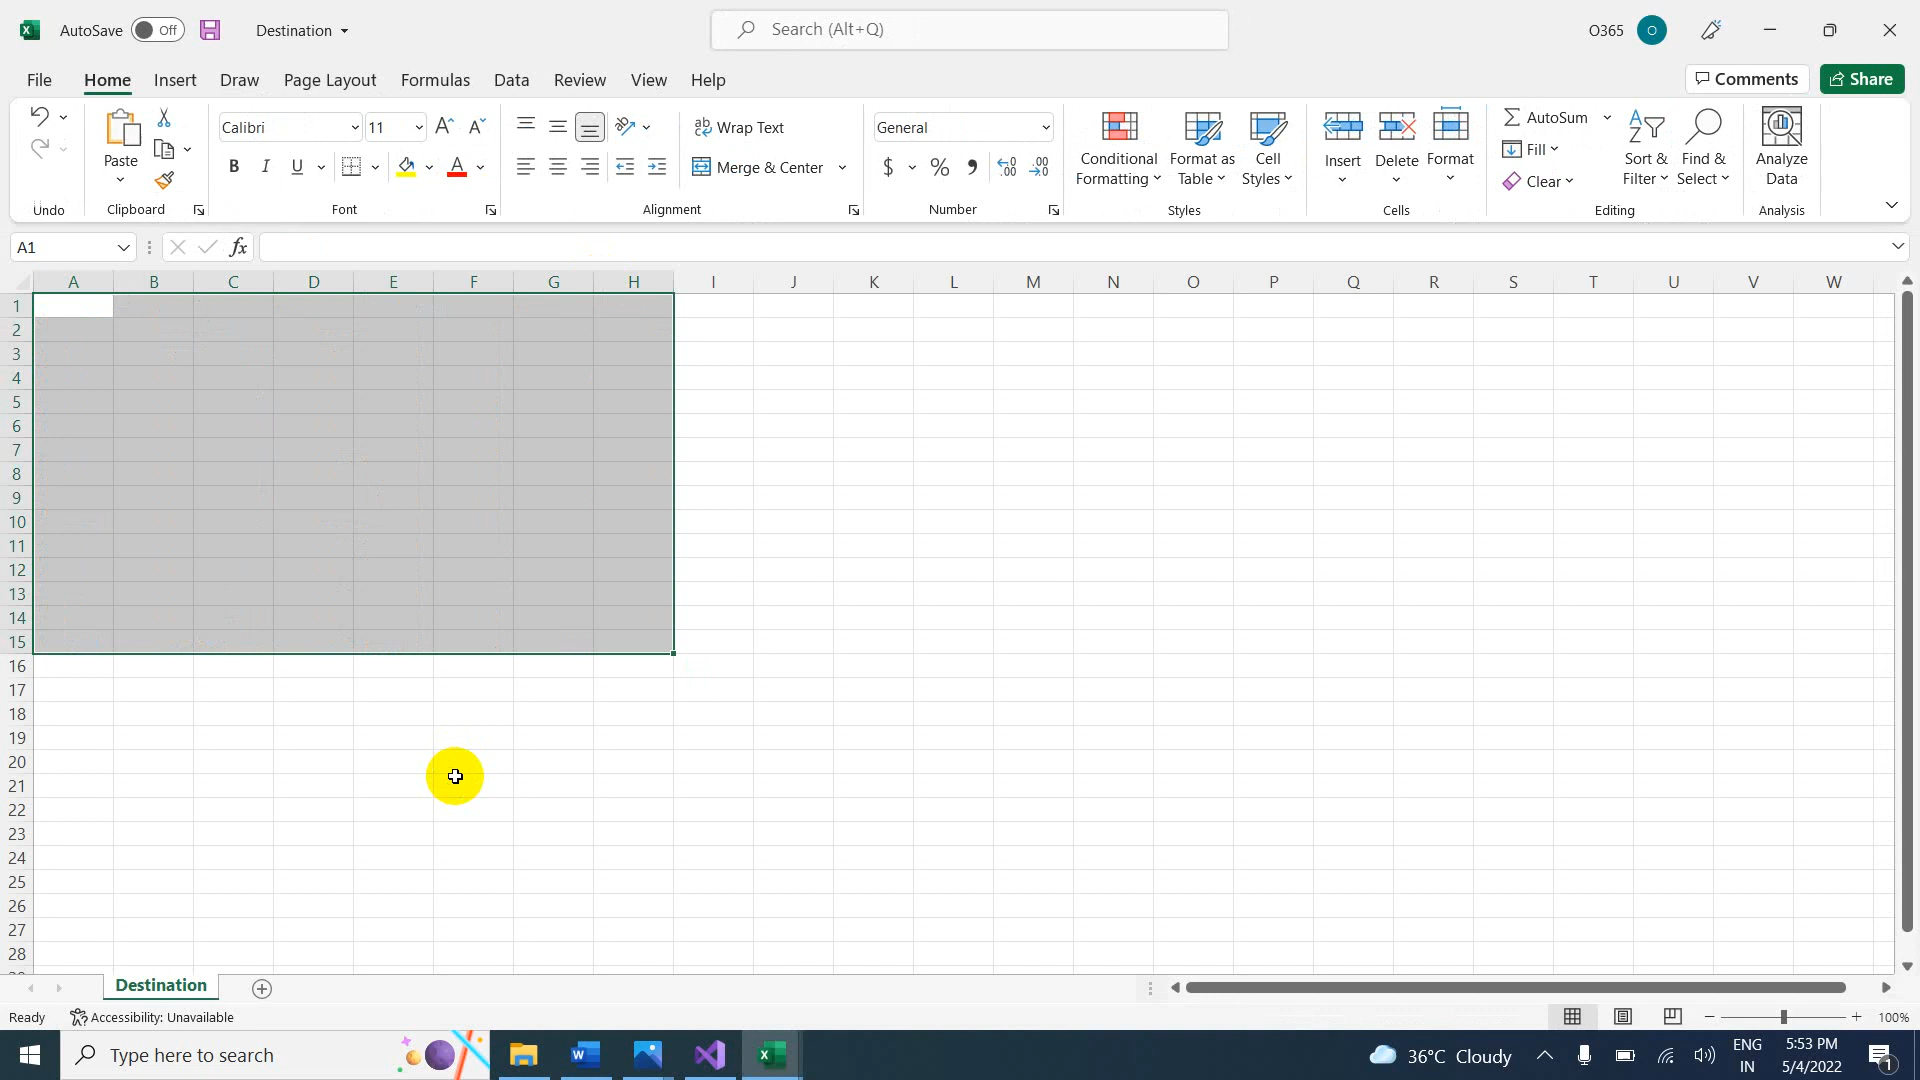 AutoSave Off Destination Search (Alt+Q) O365 O
File Home Insert Draw Page Layout Formulas Data Review View Help Comments Share
Calibri 11 Wrap Text General AutoSum
Paste Conditional Formatting Format as Table Cell Styles Insert Delete Format Fill Sort & Filter Find & Select Analyze Data
B I U Merge & Center $ % Clear
Undo Clipboard Font Alignment Number Styles Cells Editing Analysis
A1 fx
A B C D E F G H I J K L M N O P Q R S T U V W
1
2
3
4
5
6
7
8
9
10
11
12
13
14
15
16
17
18
19
20
21
22
23
24
25
26
27
28
Destination
Ready Accessibility: Unavailable 100%
Type here to search 36°C Cloudy ENG 5:53 PM
IN 5/4/2022 1